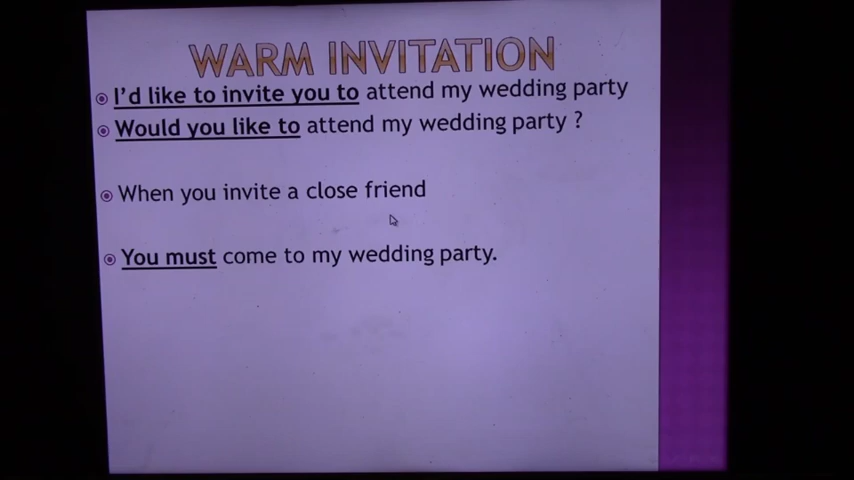 WARM INVITATION
I'd like to invite you to attend my wedding party
Would you like to attend my wedding party ?
When you invite a close friend
You must come to my wedding party.